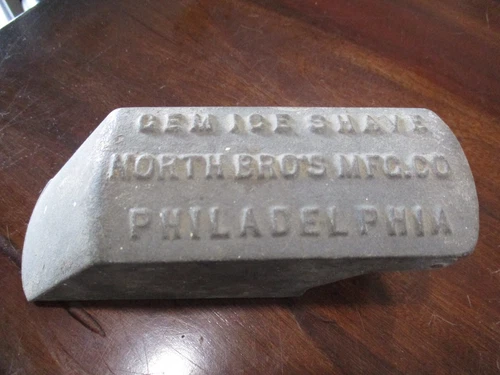 GEM ICE SHAVE
NORTH BRO'S MFG.CO
PHILADELPHIA